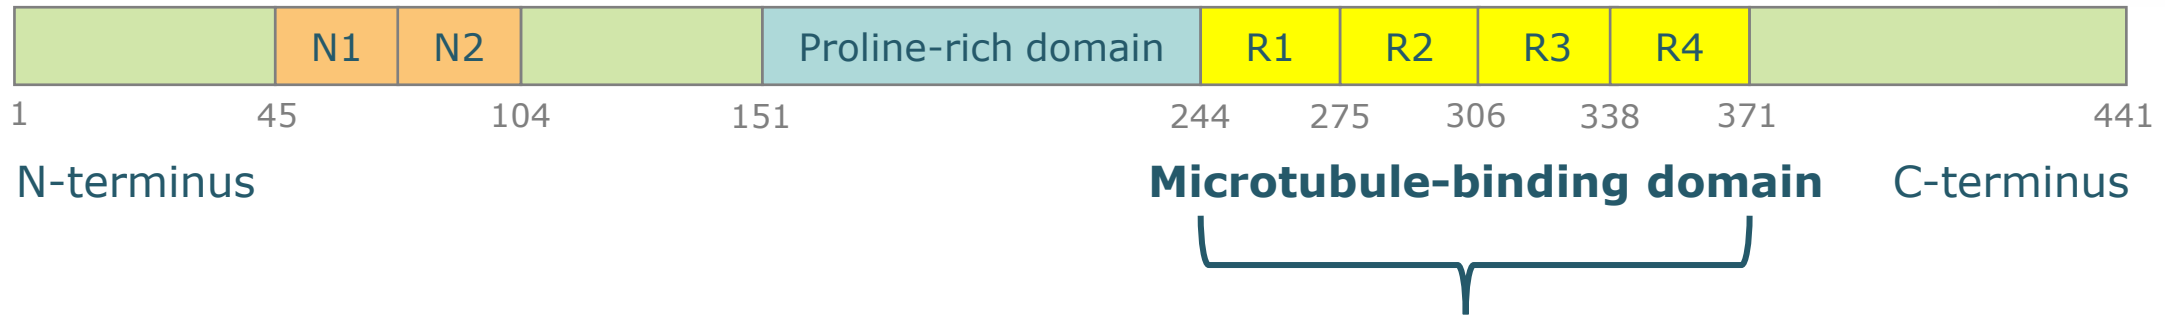 N1 N2 Proline-rich domain R1 R2 R3 R4
1 45 104 151 244 275 306 338 371 441
N-terminus Microtubule-binding domain C-terminus